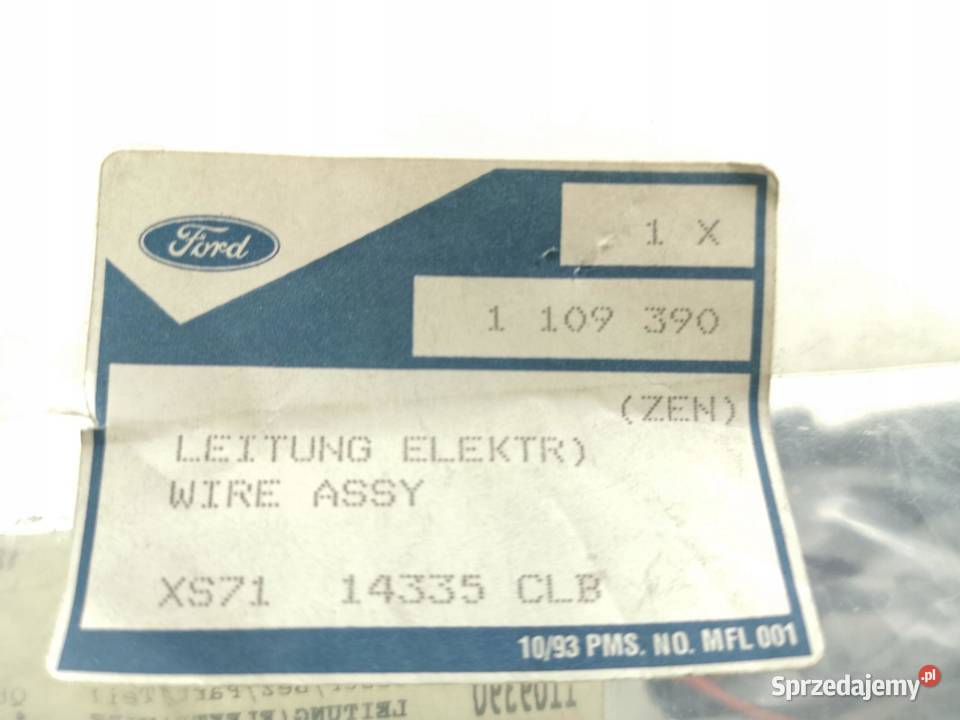 Ford
1 X
1 109 390
(ZEN)
LEITUNG ELEKTR)
WIRE ASSY
XS71 14335 CLB
10/93 PMS. NO. MFL 001
1109390
Sprzedajemy.pl